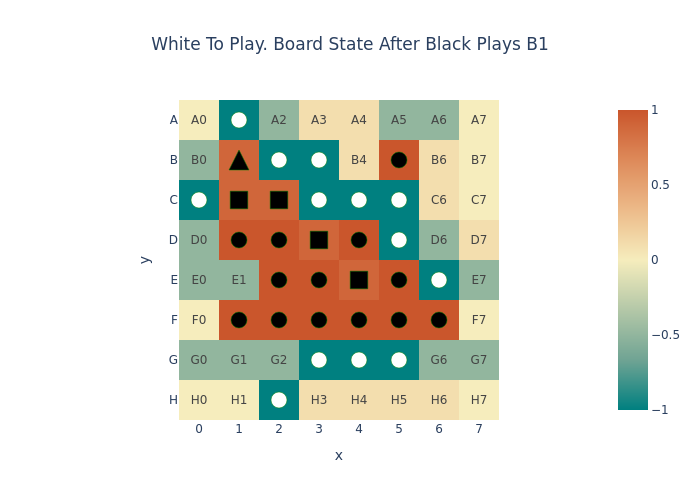 White To Play. Board State After Black Plays B1
A A0 A2 A3 A4 A5 A6 A7
B B0 B4 B6 B7
C C6 C7
D D0 D6 D7
E E0 E1 E7
F F0 F7
G G0 G1 G2 G6 G7
H H0 H1 H3 H4 H5 H6 H7
0 1 2 3 4 5 6 7
x
y
1
0.5
0
−0.5
−1